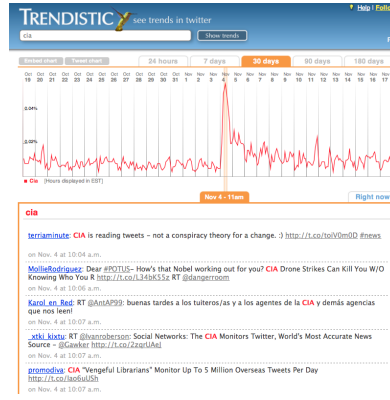 Help | Follo
TRENDISTIC see trends in twitter
cia Show trends
Embed chart Tweet chart 24 hours 7 days 30 days 90 days 180 days
Oct Oct Oct Oct Oct Oct Oct Oct Oct Oct Oct Oct Oct Nov Nov Nov Nov Nov Nov Nov Nov Nov Nov Nov Nov Nov Nov Nov Nov Nov
19 20 21 22 23 24 25 26 27 28 29 30 31 1 2 3 4 5 6 7 8 9 10 11 12 13 14 15 16 17
0.04%
0.02%
Cia (Hours displayed in EST)
Nov 4 - 11am Right now
cia
terriaminute: CIA is reading tweets - not a conspiracy theory for a change. :) http://t.co/toiV0m0D #news
on Nov. 4 at 10:04 a.m.
MollieRodriguez: Dear #POTUS- How's that Nobel working out for you? CIA Drone Strikes Can Kill You W/O
Knowing Who You R http://t.co/L34bK55z RT @dangerroom
on Nov. 4 at 10:06 a.m.
Karol_en_Red: RT @AntAP99: buenas tardes a los tuiteros/as y a los agentes de la CIA y demás agencias
que nos leen!
on Nov. 4 at 10:07 a.m.
_xtki_kixtu: RT @ivanroberson: Social Networks: The CIA Monitors Twitter, World's Most Accurate News
Source - @Gawker http://t.co/2zqrUAeJ
on Nov. 4 at 10:07 a.m.
promodiva: CIA "Vengeful Librarians" Monitor Up To 5 Million Overseas Tweets Per Day
http://t.co/Iao6uUSh
on Nov. 4 at 10:07 a.m.